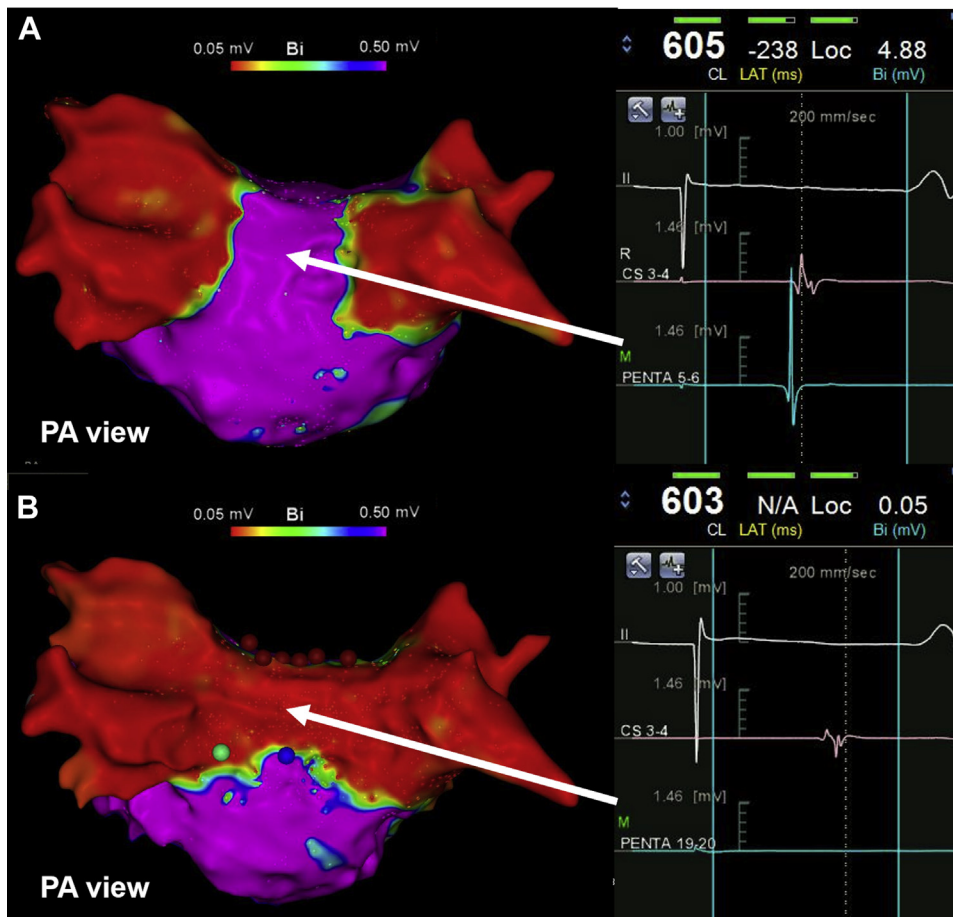 A
0.05 mV Bi 0.50 mV
605 -238 Loc 4.88
CL LAT (ms) Bi (mV)
200 mm/sec
1.00 [mV]
II
1.46 [mV]
R
CS 3-4
1.46 [mV]
M
PENTA 5-6
PA view
PA
B
0.05 mV Bi 0.50 mV
603 N/A Loc 0.05
CL LAT (ms) Bi (mV)
200 mm/sec
1.00 [mV]
II
1.46 [mV]
CS 3-4
1.46 [mV]
M
PENTA 19-20
PA view